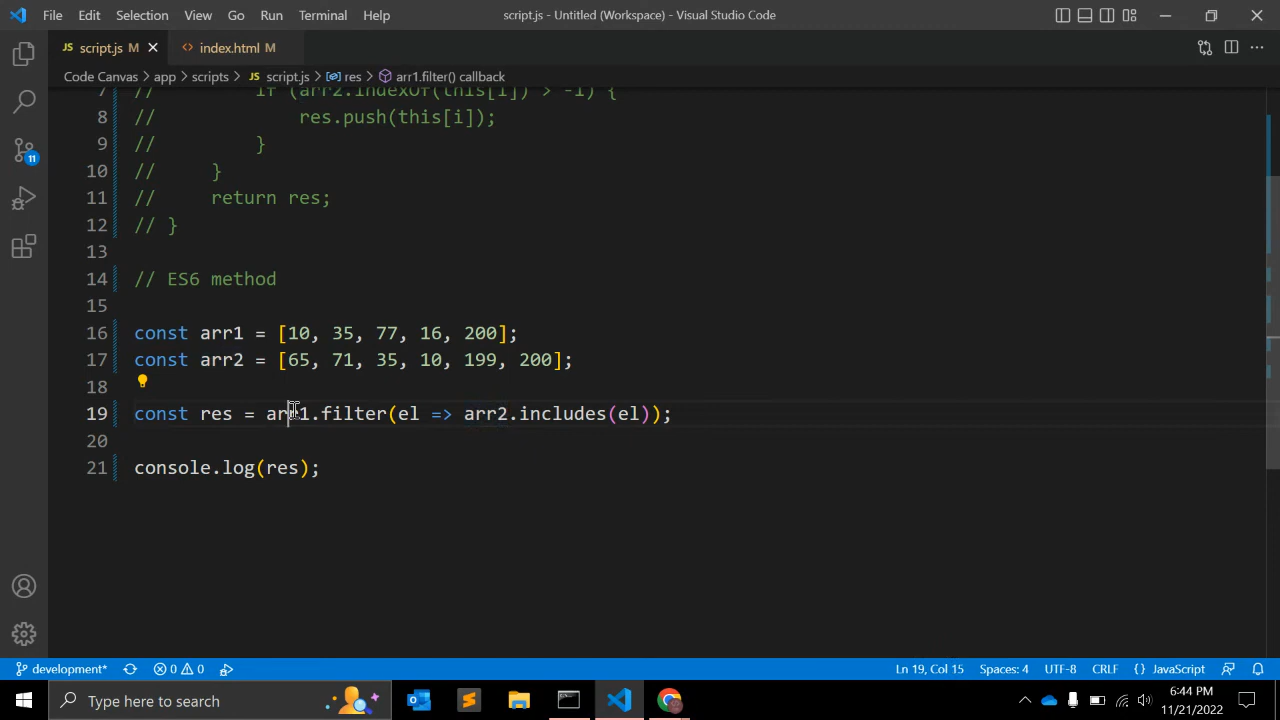 File Edit Selection View Go Run Terminal Help script.js - Untitled (Workspace) - Visual Studio Code
script.js M index.html M
Code Canvas > app > scripts > script.js > res > arr1.filter() callback
7 // if (arr2.indexOf(this[i]) > -1) {
8 // res.push(this[i]);
9 // }
10 // }
11 // return res;
12 // }
13
14 // ES6 method
15
16 const arr1 = [10, 35, 77, 16, 200];
17 const arr2 = [65, 71, 35, 10, 199, 200];
18
19 const res = arr1.filter(el => arr2.includes(el));
20
21 console.log(res);
11
development* 0 0 Ln 19, Col 15 Spaces: 4 UTF-8 CRLF {} JavaScript
Type here to search
6:44 PM
11/21/2022